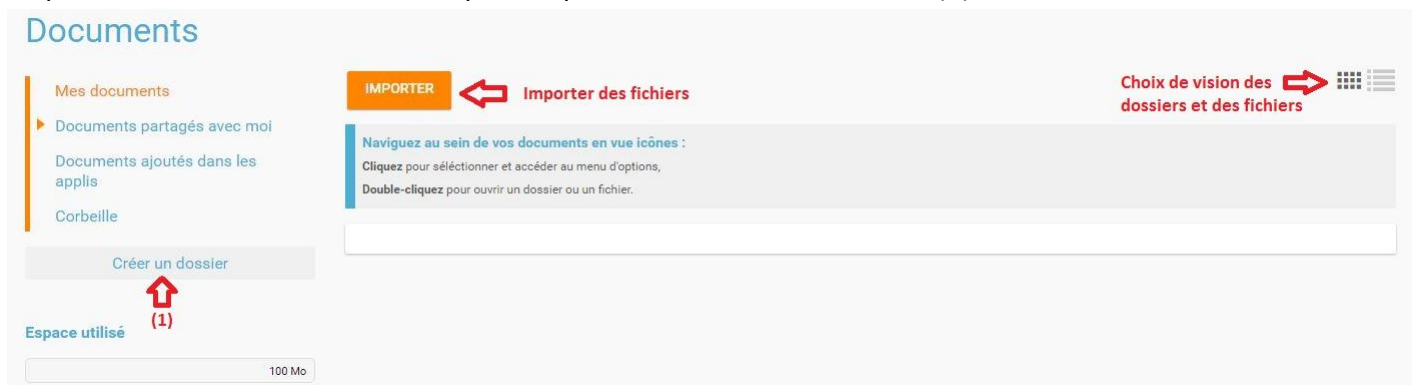 Documents
Mes documents
Documents partagés avec moi
Documents ajoutés dans les
applis
Corbeille
Créer un dossier
(1)
Espace utilisé
100 Mo
IMPORTER
Importer des fichiers
Choix de vision des
dossiers et des fichiers
Naviguez au sein de vos documents en vue icônes :
Cliquez pour séléctionner et accéder au menu d'options,
Double-cliquez pour ouvrir un dossier ou un fichier.